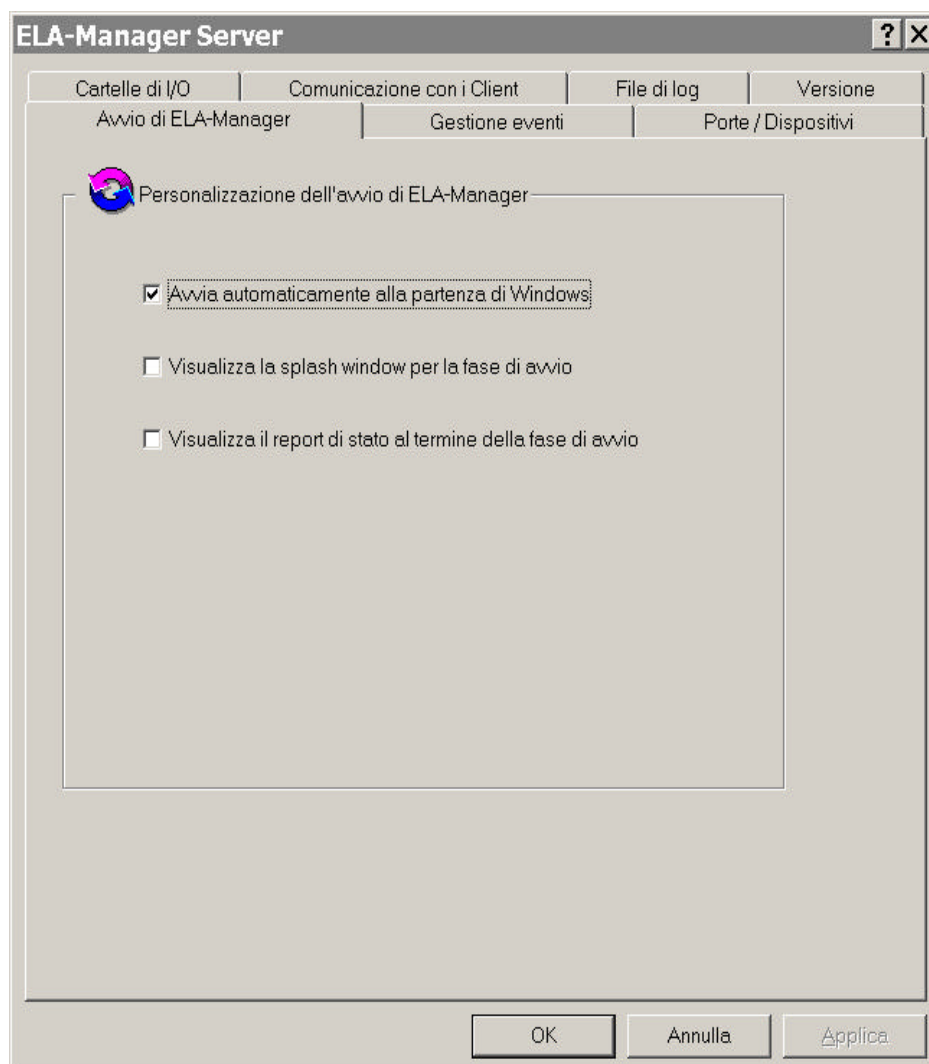 ELA-Manager Server
Cartelle di I/O Comunicazione con i Client File di log Versione
Avvio di ELA-Manager Gestione eventi Porte / Dispositivi
Personalizzazione dell'avvio di ELA-Manager
Avvia automaticamente alla partenza di Windows
Visualizza la splash window per la fase di avvio
Visualizza il report di stato al termine della fase di avvio
OK Annulla Applica